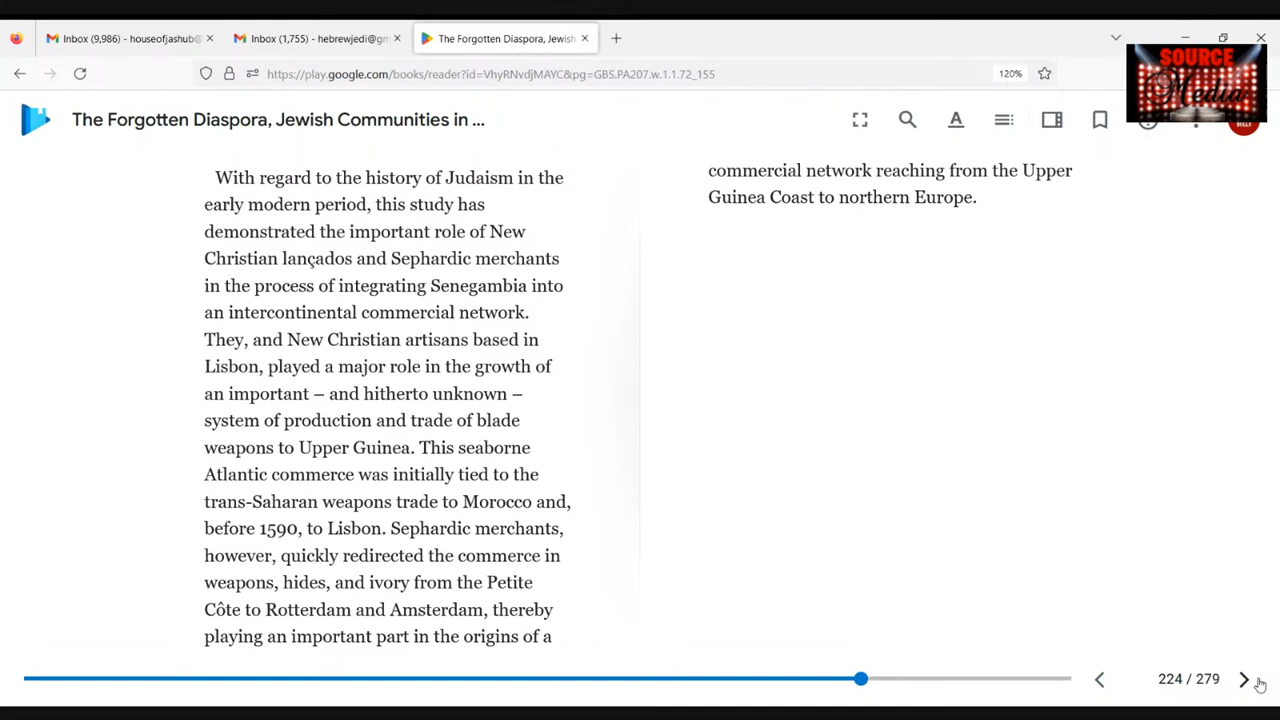 Inbox (9,986) - houseofjashub@
Inbox (1,755) - hebrewjedi@gm
The Forgotten Diaspora, Jewish
https://play.google.com/books/reader?id=VhyRNvdjMAYC&pg=GBS.PA207.w.1.1.72_155
120%
SOURCE
Media
The Forgotten Diaspora, Jewish Communities in ...
With regard to the history of Judaism in the
early modern period, this study has
demonstrated the important role of New
Christian lançados and Sephardic merchants
in the process of integrating Senegambia into
an intercontinental commercial network.
They, and New Christian artisans based in
Lisbon, played a major role in the growth of
an important – and hitherto unknown –
system of production and trade of blade
weapons to Upper Guinea. This seaborne
Atlantic commerce was initially tied to the
trans-Saharan weapons trade to Morocco and,
before 1590, to Lisbon. Sephardic merchants,
however, quickly redirected the commerce in
weapons, hides, and ivory from the Petite
Côte to Rotterdam and Amsterdam, thereby
playing an important part in the origins of a
commercial network reaching from the Upper
Guinea Coast to northern Europe.
224 / 279